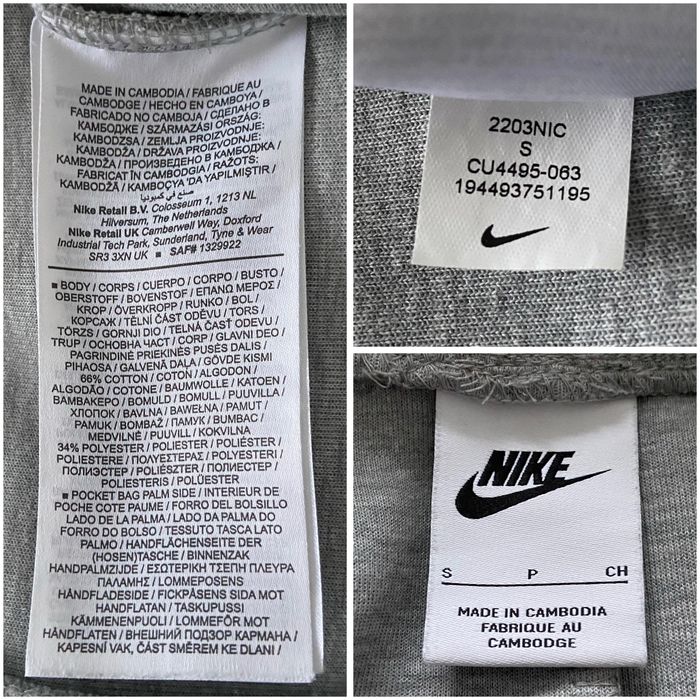 MADE IN CAMBODIA / FABRIQUE AU
CAMBODGE / HECHO EN CAMBOYA /
FABRICADO NO CAMBOJA / СДЕЛАНО В
КАМБОДЖЕ / SZÁRMAZÁSI ORSZÁG:
KAMBODZSA / ZEMLJA PROIZVODNJE:
KAMBODŽA / DRŽAVA PROIZVODNJE:
KAMBODŽA / ПРОИЗВЕДЕНО В КАМБОДЖА /
FABRICAT ÎN CAMBODGIA / RAŽOTS:
KAMBODŽĀ / KAMBOÇYA 'DA YAPILMIŞTIR /
صنع في كمبوديا
Nike Retail B.V. Colosseum 1, 1213 NL
Hilversum, The Netherlands
Nike Retail UK Camberwell Way, Doxford
Industrial Tech Park, Sunderland, Tyne & Wear
SR3 3XN UK ■ SAF# 1329922
■ BODY / CORPS / CUERPO / CORPO / BUSTO /
OBERSTOFF / BOVENSTOF / ΕΠΑΝΩ ΜΕΡΟΣ /
KROP / ÖVERKROPP / RUNKO / BOL /
КОРСАЖ / TĚLNÍ ČÁST ODĚVU / TORS /
TÖRZS / GORNJI DIO / TELNÁ ČASŤ ODEVU /
TRUP / ОСНОВНА ЧАСТ / CORP / GLAVNI DEO /
PAGRINDINĖ PRIEKINĖS PUSĖS DALIS /
PIHAOSA / GALVENĀ DAĻA / GÖVDE KISMI
66% COTTON / COTON / ALGODON /
ALGODÃO / COTONE / BAUMWOLLE / KATOEN /
ΒΑΜΒΑΚΕΡΟ / BOMULD / BOMULL / PUUVILLA /
ХЛОПОК / BAVLNA / BAWEŁNA / PAMUT /
PAMUK / BOMBAŽ / ПАМУК / BUMBAC /
MEDVILNĖ / PUUVILL / KOKVILNA
34% POLYESTER / POLIESTER / POLIÉSTER /
POLIESTERE / ΠΟΛΥΕΣΤΕΡΑΣ / POLYESTERI /
ПОЛИЭСТЕР / POLIÉSZTER / ПОЛИЕСТЕР /
POLIESTERIS / POLÜESTER
■ POCKET BAG PALM SIDE / INTERIEUR DE
POCHE COTE PAUME / FORRO DEL BOLSILLO
LADO DE LA PALMA / LADO DA PALMA DO
FORRO DO BOLSO / TESSUTO TASCA LATO
PALMO / HANDFLÄCHENSEITE DER
(HOSEN)TASCHE / BINNENZAK
HANDPALMZIJDE / ΕΣΩΤΕΡΙΚΗ ΤΣΕΠΗ ΠΛΕΥΡΑ
ΠΑΛΑΜΗΣ / LOMMEPOSENS
HÅNDFLADESIDE / FICKPÅSENS SIDA MOT
HANDFLATAN / TASKUPUSSI
KÄMMENENPUOLI / LOMMEFÓR MOT
HÅNDFLATEN / ВНЕШНИЙ ПОДЗОР КАРМАНА /
KAPESNÍ VAK, ČÁST SMĚREM KE DLANI /
2203NIC
S
CU4495-063
194493751195
NIKE
S P CH
MADE IN CAMBODIA
FABRIQUE AU
CAMBODGE